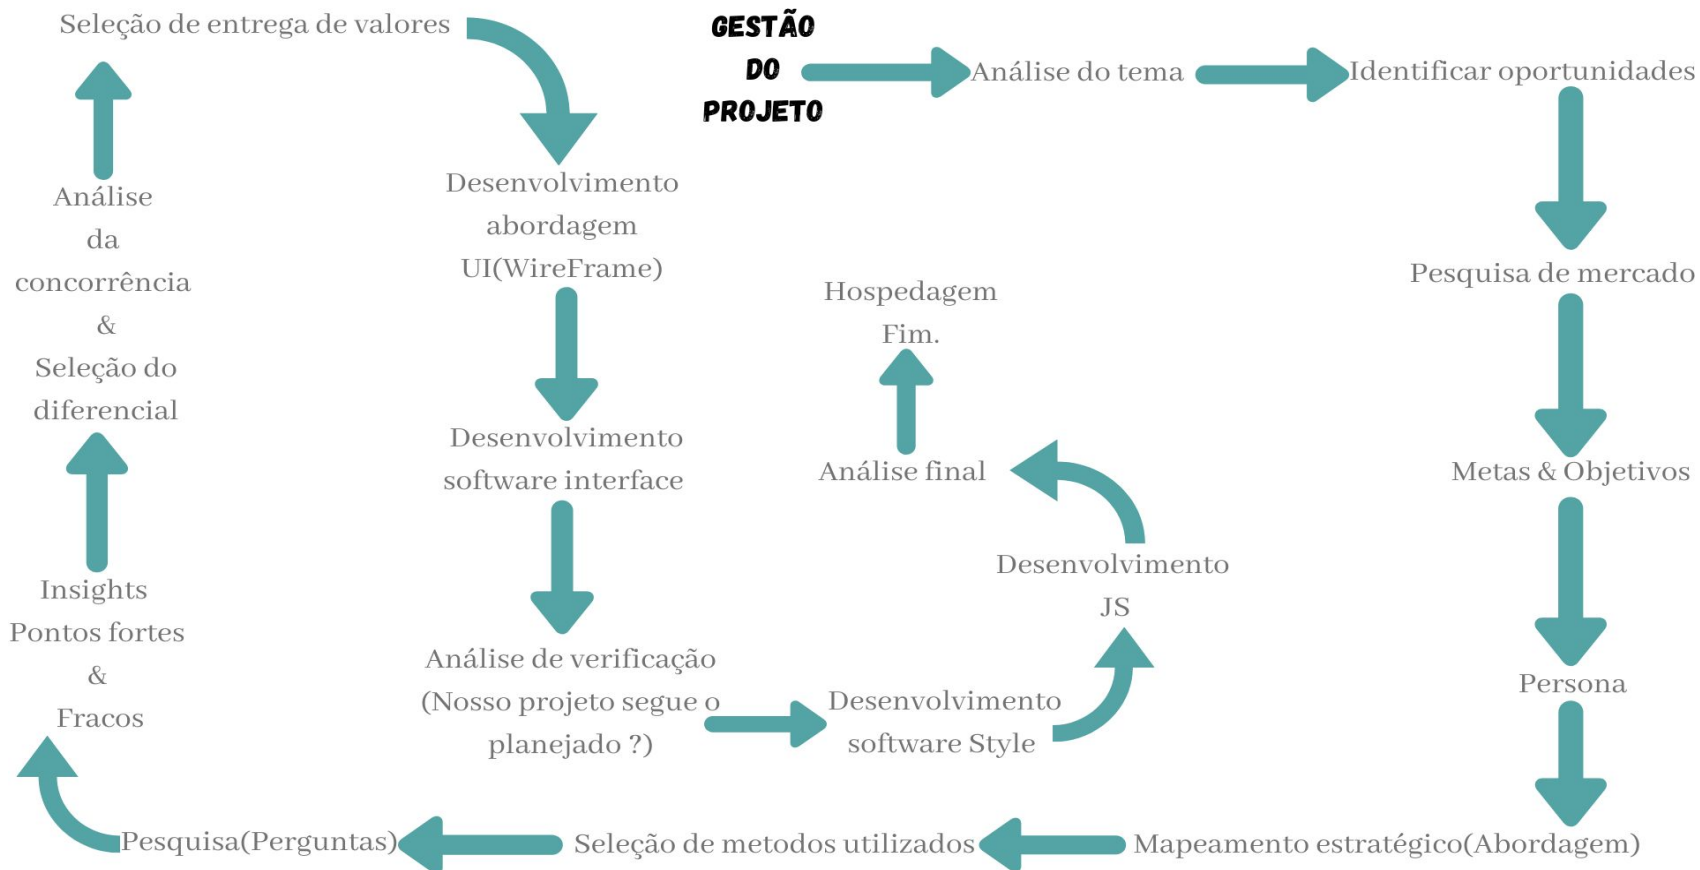 GESTÃO
DO
PROJETO
Análise do tema
Identificar oportunidades
Pesquisa de mercado
Metas & Objetivos
Persona
Mapeamento estratégico(Abordagem)
Seleção de metodos utilizados
Pesquisa(Perguntas)
Insights
Pontos fortes
&
Fracos
Análise
da
concorrência
&
Seleção do
diferencial
Seleção de entrega de valores
Desenvolvimento
abordagem
UI(WireFrame)
Desenvolvimento
software interface
Análise de verificação
(Nosso projeto segue o
planejado ?)
Desenvolvimento
software Style
Desenvolvimento
JS
Análise final
Hospedagem
Fim.